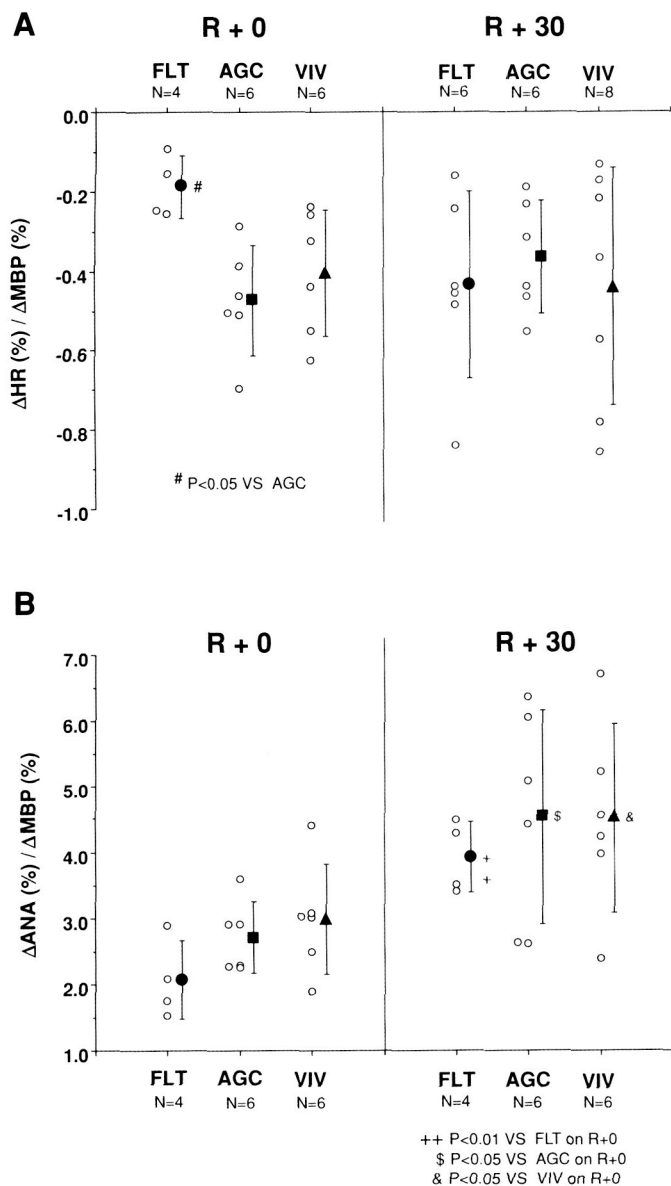 A
R + 0
R + 30
FLT
AGC
VIV
FLT
AGC
VIV
N=4
N=6
N=6
N=6
N=6
N=8
0.0
-0.2
-0.4
-0.6
-0.8
-1.0
ΔHR (%) / ΔMBP (%)
#
# P<0.05 VS AGC
B
R + 0
R + 30
7.0
6.0
5.0
4.0
3.0
2.0
1.0
ΔANA (%) / ΔMBP (%)
+
+
$
&
FLT
AGC
VIV
FLT
AGC
VIV
N=4
N=6
N=6
N=4
N=6
N=6
++ P<0.01 VS FLT on R+0
$ P<0.05 VS AGC on R+0
& P<0.05 VS VIV on R+0